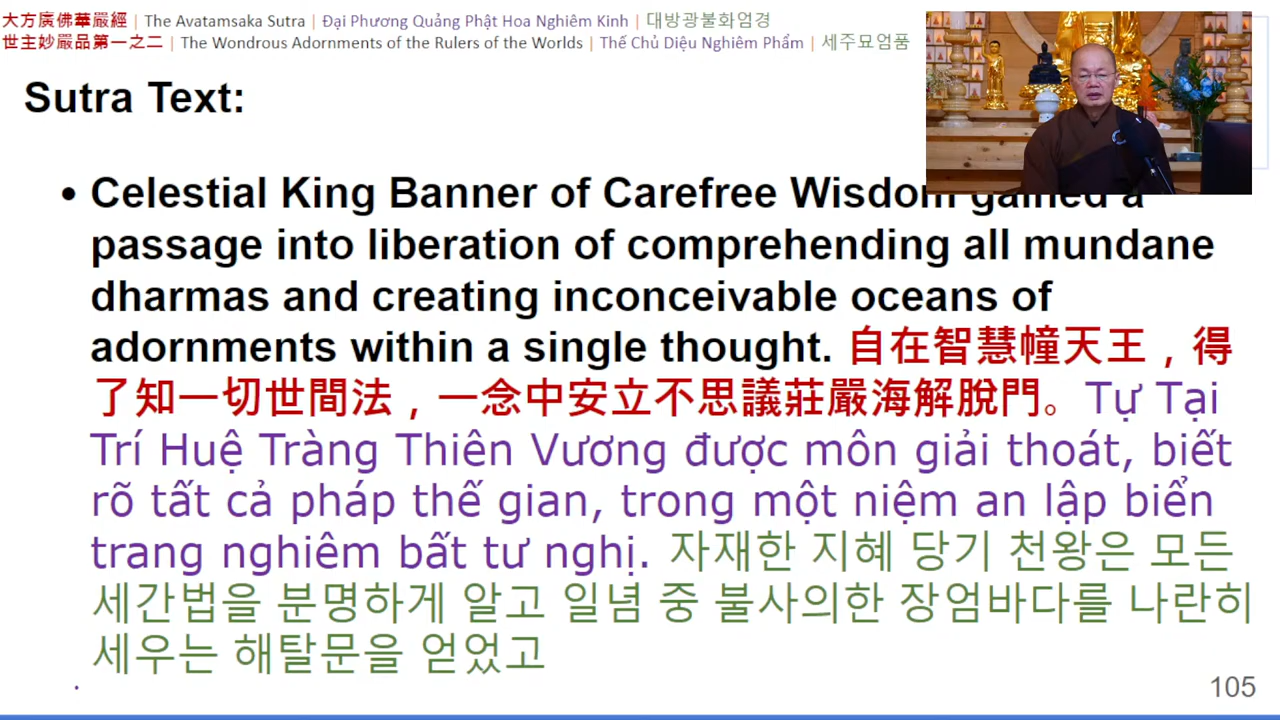 大方廣佛華嚴經 | The Avatamsaka Sutra | Đại Phương Quảng Phật Hoa Nghiêm Kinh | 대방광불화엄경
世主妙嚴品第一之二 | The Wondrous Adornments of the Rulers of the Worlds | Thế Chủ Diệu Nghiêm Phẩm | 세주묘엄품
Sutra Text:
• Celestial King Banner of Carefree Wisdom gained a
passage into liberation of comprehending all mundane
dharmas and creating inconceivable oceans of
adornments within a single thought. 自在智慧幢天王，得
了知一切世間法，一念中安立不思議莊嚴海解脫門。Tự Tại
Trí Huệ Tràng Thiên Vương được môn giải thoát, biết
rõ tất cả pháp thế gian, trong một niệm an lập biển
trang nghiêm bất tư nghị. 자재한 지혜 당기 천왕은 모든
세간법을 분명하게 알고 일념 중 불사의한 장엄바다를 나란히
세우는 해탈문을 얻었고
105